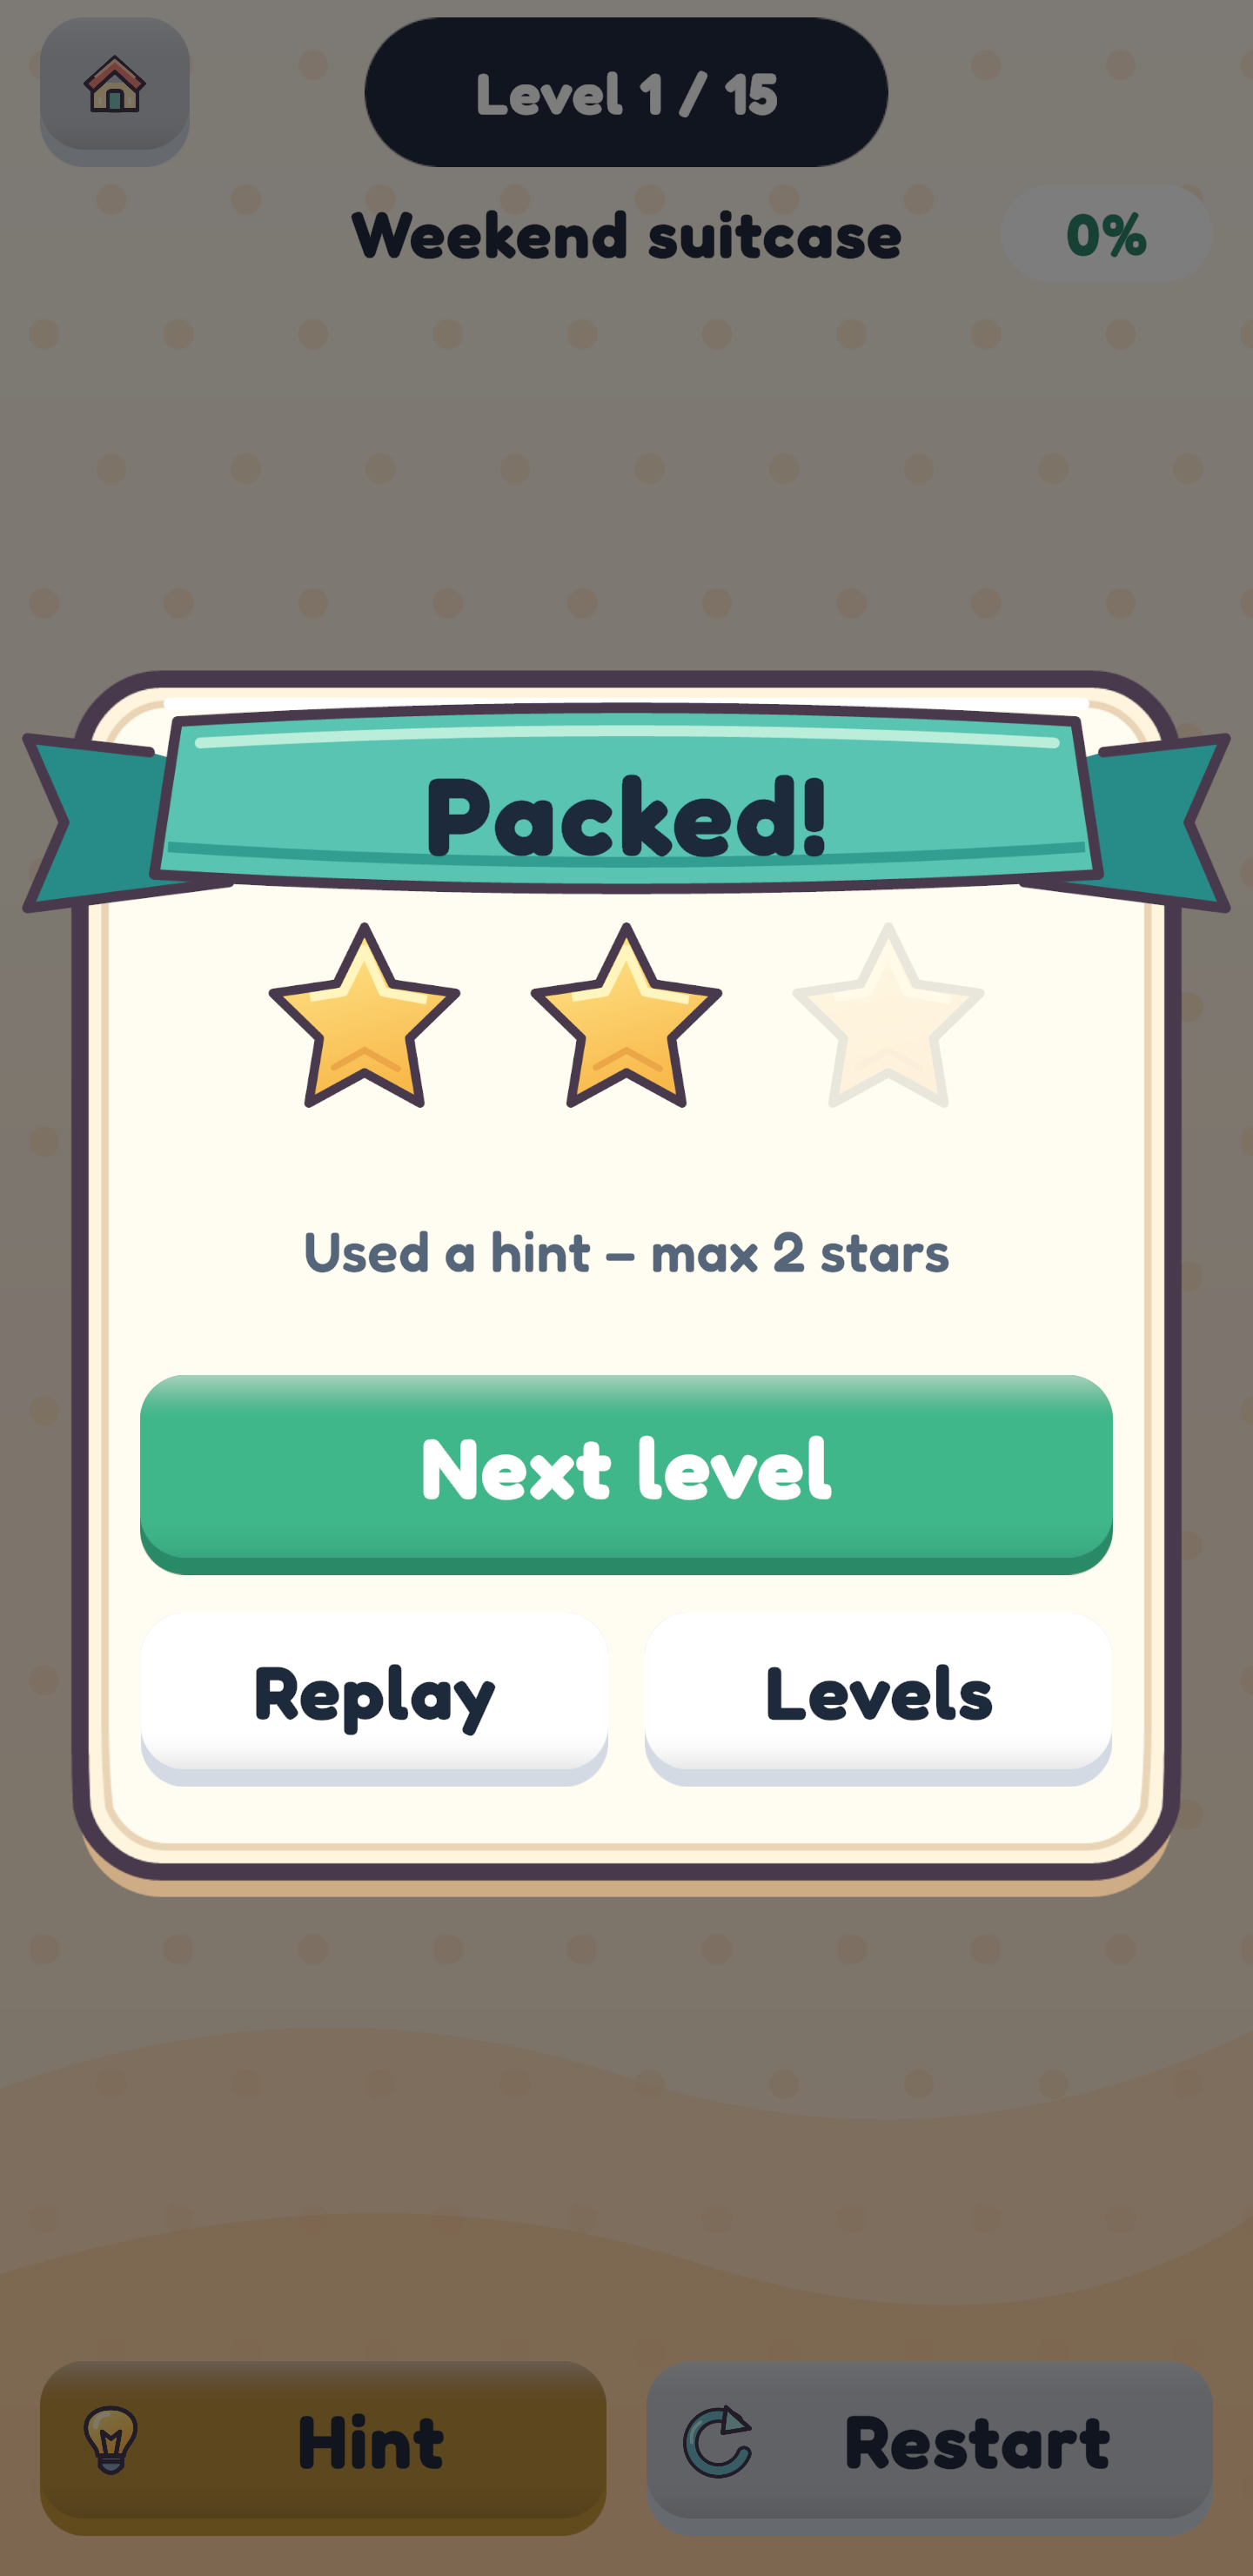 Level 1 / 15
Weekend suitcase
0%
Packed!
Used a hint – max 2 stars
Next level
Replay
Levels
Hint
Restart